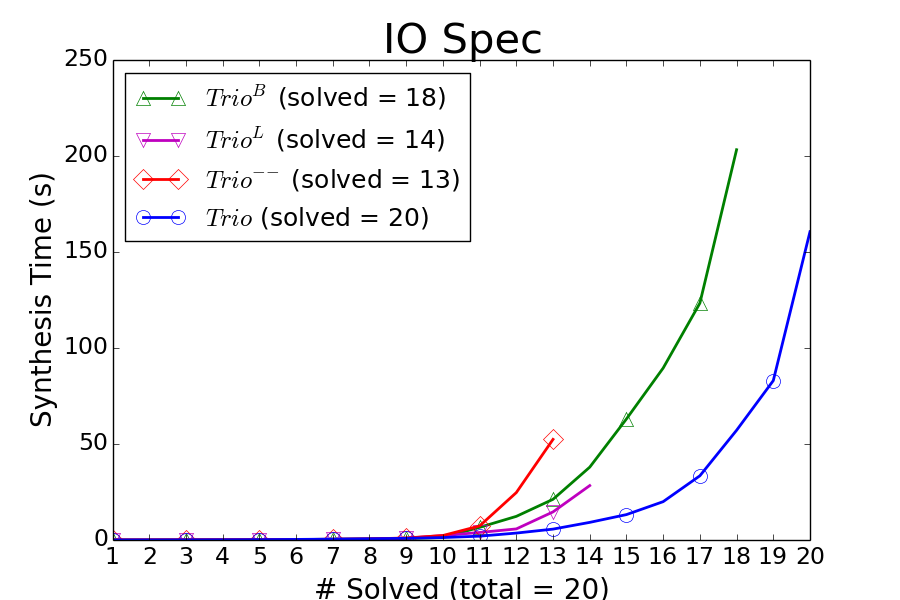 IO Spec
250
200
150
100
50
0
Synthesis Time (s)
Trio^B (solved = 18)
Trio^L (solved = 14)
Trio^-- (solved = 13)
Trio (solved = 20)
1 2 3 4 5 6 7 8 9 10 11 12 13 14 15 16 17 18 19 20
# Solved (total = 20)